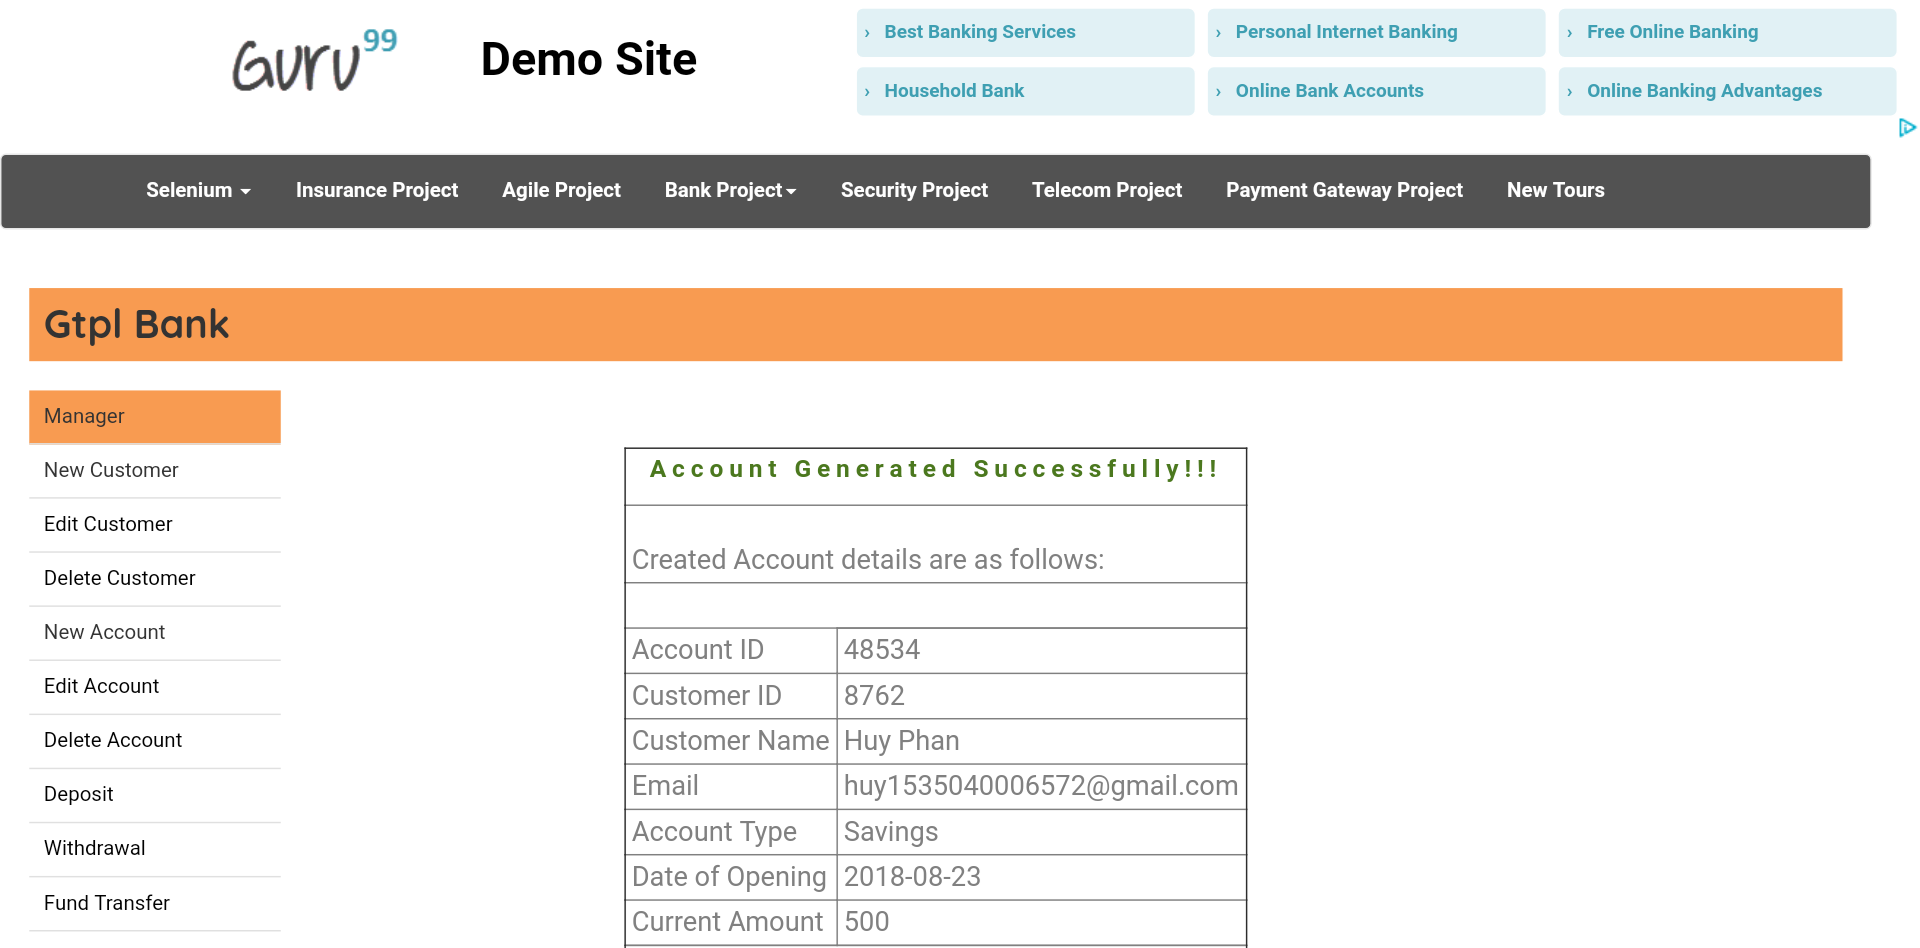 Guru99 Demo Site
› Best Banking Services › Personal Internet Banking › Free Online Banking
› Household Bank › Online Bank Accounts › Online Banking Advantages
Selenium Insurance Project Agile Project Bank Project Security Project Telecom Project Payment Gateway Project New Tours
Gtpl Bank
Manager
New Customer
Edit Customer
Delete Customer
New Account
Edit Account
Delete Account
Deposit
Withdrawal
Fund Transfer
Account Generated Successfully!!!
Created Account details are as follows:
Account ID 48534
Customer ID 8762
Customer Name Huy Phan
Email huy1535040006572@gmail.com
Account Type Savings
Date of Opening 2018-08-23
Current Amount 500